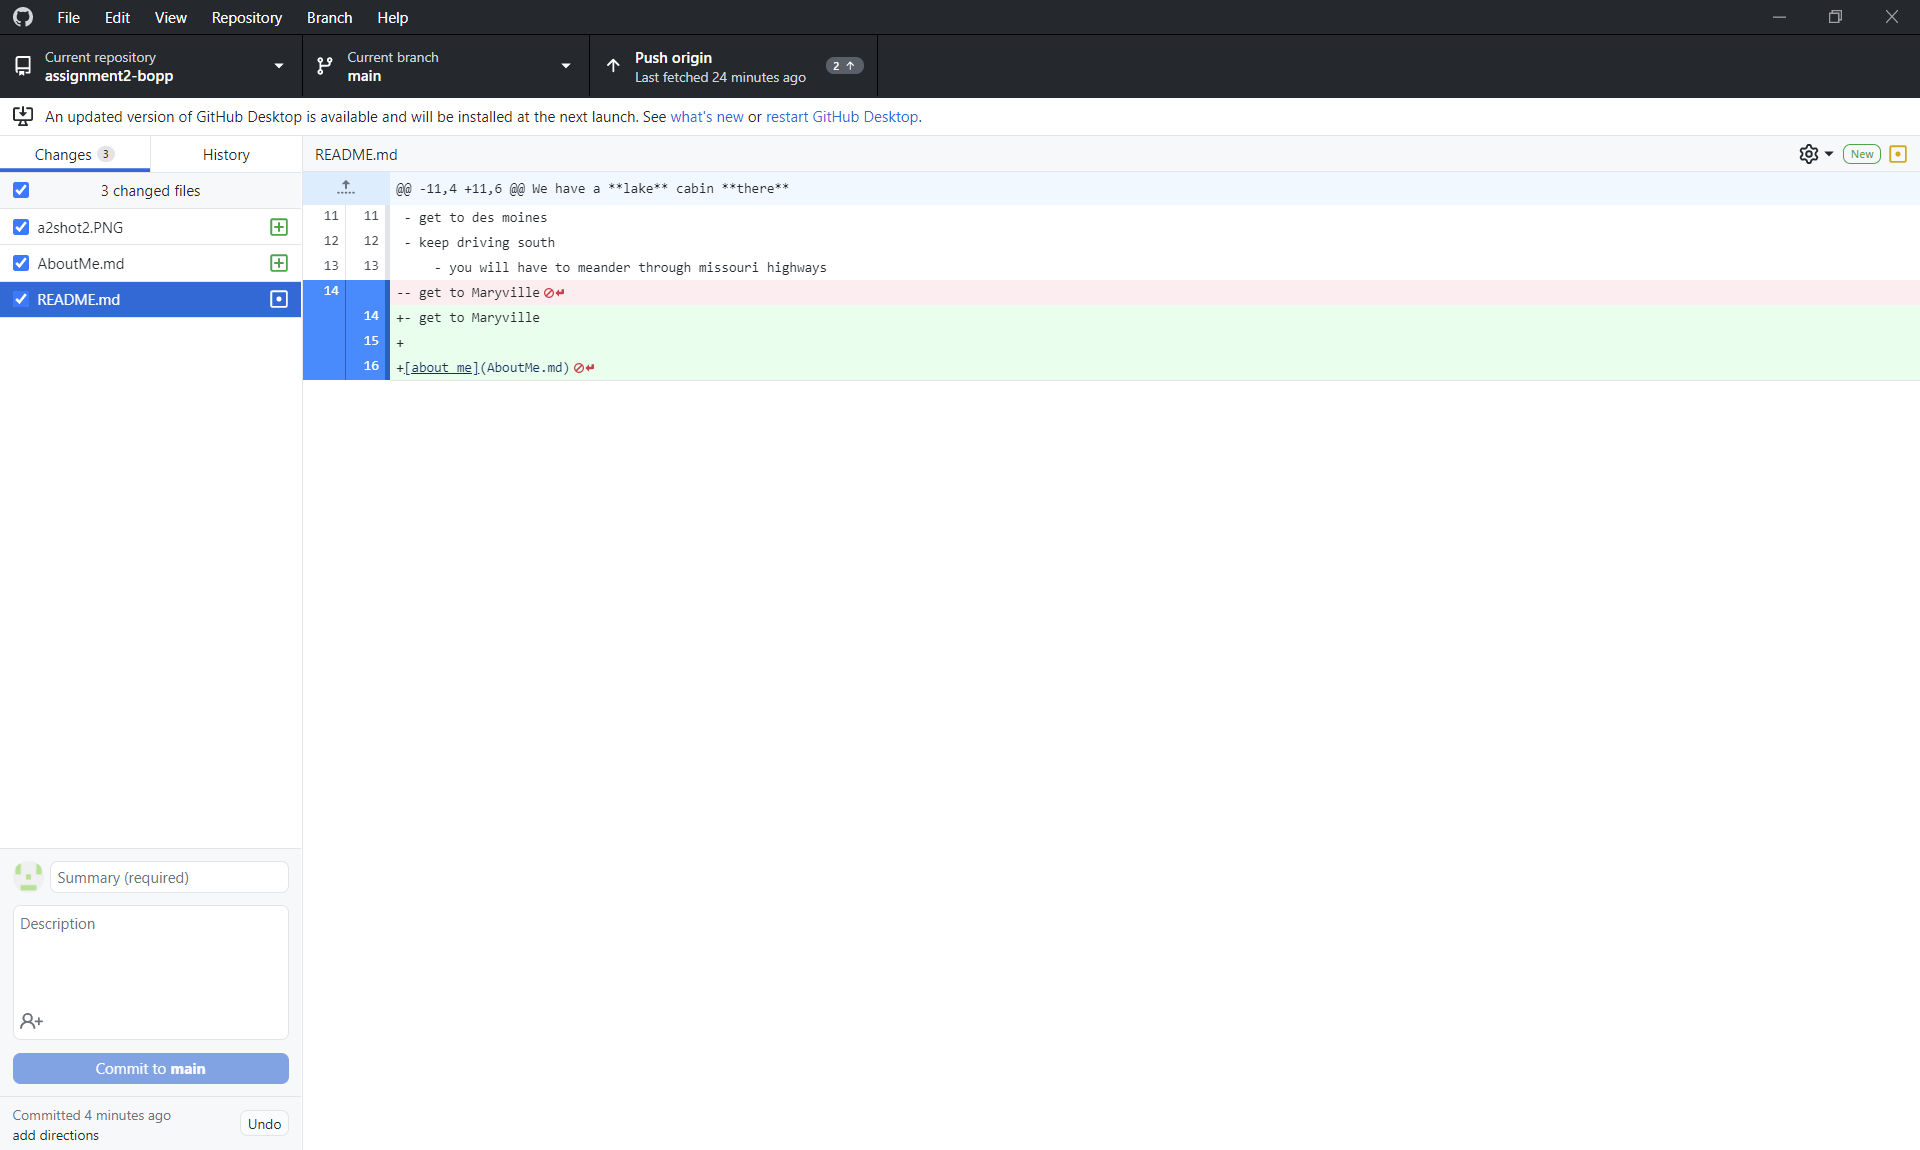 File Edit View Repository Branch Help
Current repository
assignment2-bopp
Current branch
main
Push origin
Last fetched 24 minutes ago
2
An updated version of GitHub Desktop is available and will be installed at the next launch. See what's new or restart GitHub Desktop.
Changes 3
History
README.md
New
3 changed files
a2shot2.PNG
AboutMe.md
README.md
@@ -11,4 +11,6 @@ We have a **lake** cabin **there**
11 11 - get to des moines
12 12 - keep driving south
13 13 - you will have to meander through missouri highways
14 -- get to Maryville
14 +- get to Maryville
15 +
16 +[about me](AboutMe.md)
Summary (required)
Description
Commit to main
Committed 4 minutes ago
add directions
Undo